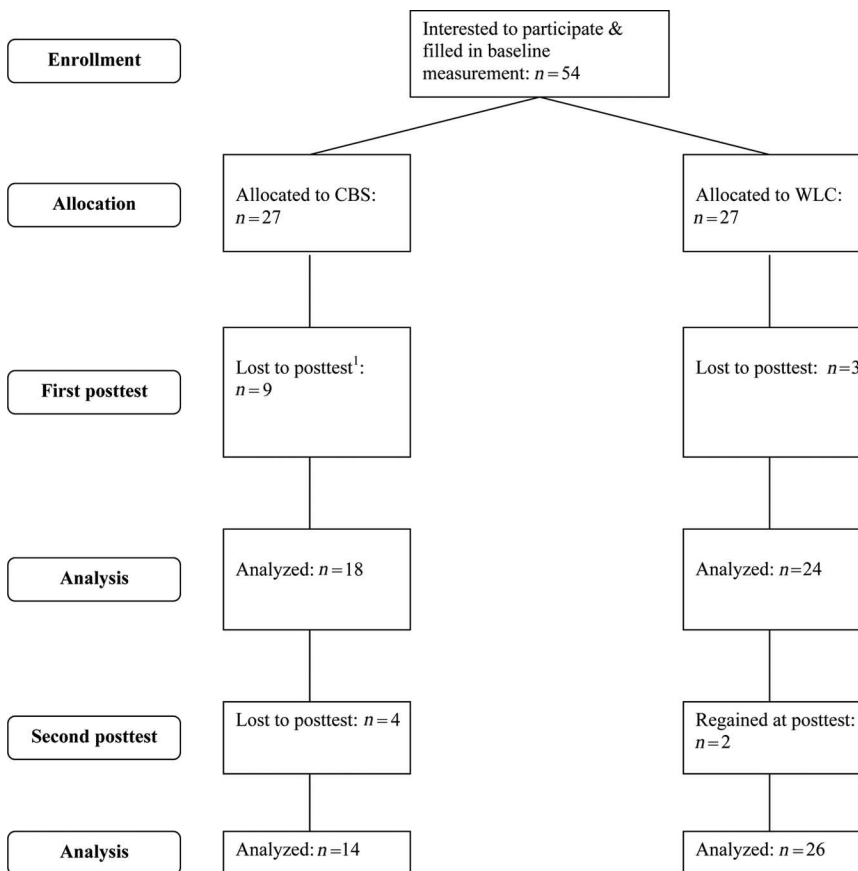 Enrollment
Interested to participate &
filled in baseline
measurement: n=54
Allocation
Allocated to CBS:
n=27
Allocated to WLC:
n=27
First posttest
Lost to posttest¹:
n=9
Lost to posttest: n=3
Analysis
Analyzed: n=18
Analyzed: n=24
Second posttest
Lost to posttest: n=4
Regained at posttest:
n=2
Analysis
Analyzed: n=14
Analyzed: n=26